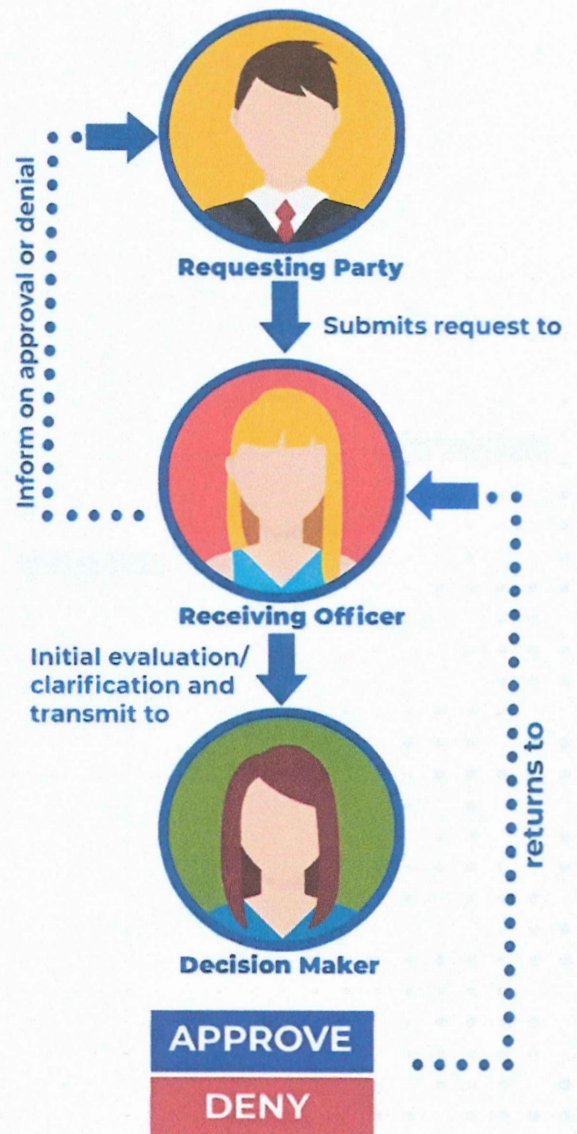 Inform on approval or denial
Requesting Party
Submits request to
Receiving Officer
Initial evaluation/
clarification and
transmit to
Decision Maker
returns to
APPROVE
DENY